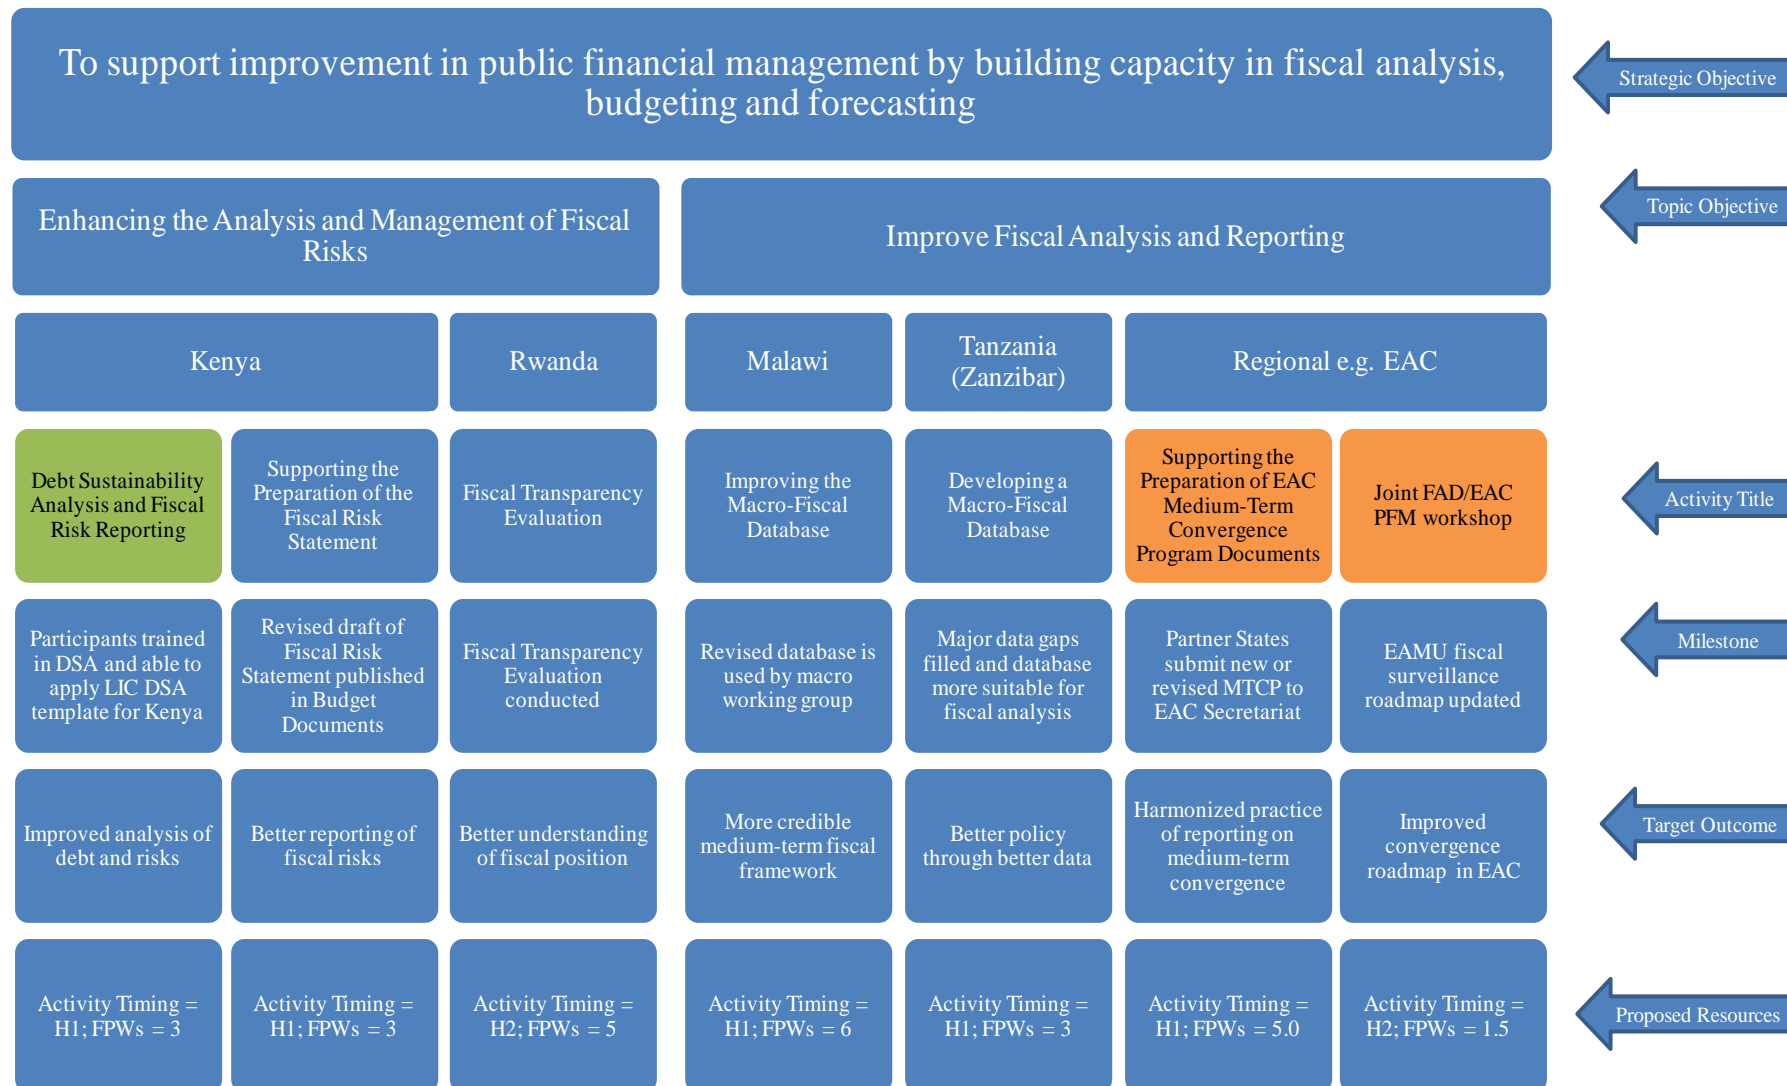 To support improvement in public financial management by building capacity in fiscal analysis,
budgeting and forecasting
Strategic Objective
Enhancing the Analysis and Management of Fiscal
Risks
Improve Fiscal Analysis and Reporting
Topic Objective
Kenya
Rwanda
Malawi
Tanzania
(Zanzibar)
Regional e.g. EAC
Debt Sustainability
Analysis and Fiscal
Risk Reporting
Supporting the
Preparation of the
Fiscal Risk
Statement
Fiscal Transparency
Evaluation
Improving the
Macro-Fiscal
Database
Developing a
Macro-Fiscal
Database
Supporting the
Preparation of EAC
Medium-Term
Convergence
Program Documents
Joint FAD/EAC
PFM workshop
Activity Title
Participants trained
in DSA and able to
apply LIC DSA
template for Kenya
Revised draft of
Fiscal Risk
Statement published
in Budget
Documents
Fiscal Transparency
Evaluation
conducted
Revised database is
used by macro
working group
Major data gaps
filled and database
more suitable for
fiscal analysis
Partner States
submit new or
revised MTCP to
EAC Secretariat
EAMU fiscal
surveillance
roadmap updated
Milestone
Improved analysis of
debt and risks
Better reporting of
fiscal risks
Better understanding
of fiscal position
More credible
medium-term fiscal
framework
Better policy
through better data
Harmonized practice
of reporting on
medium-term
convergence
Improved
convergence
roadmap in EAC
Target Outcome
Activity Timing =
H1; FPWs = 3
Activity Timing =
H1; FPWs = 3
Activity Timing =
H2; FPWs = 5
Activity Timing =
H1; FPWs = 6
Activity Timing =
H1; FPWs = 3
Activity Timing =
H1; FPWs = 5.0
Activity Timing =
H2; FPWs = 1.5
Proposed Resources